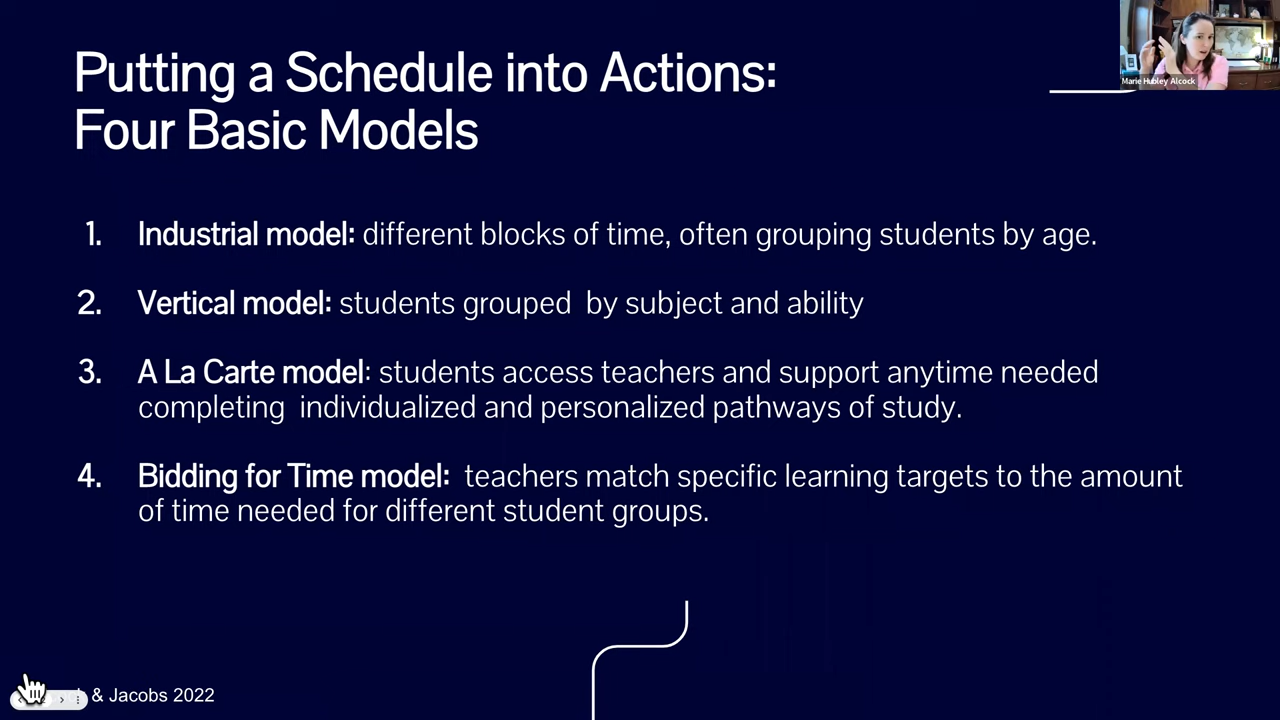 Putting a Schedule into Actions:
Four Basic Models
Marie Hubley Alcock
1. Industrial model: different blocks of time, often grouping students by age.
2. Vertical model: students grouped by subject and ability
3. A La Carte model: students access teachers and support anytime needed
completing individualized and personalized pathways of study.
4. Bidding for Time model: teachers match specific learning targets to the amount
of time needed for different student groups.
& Jacobs 2022